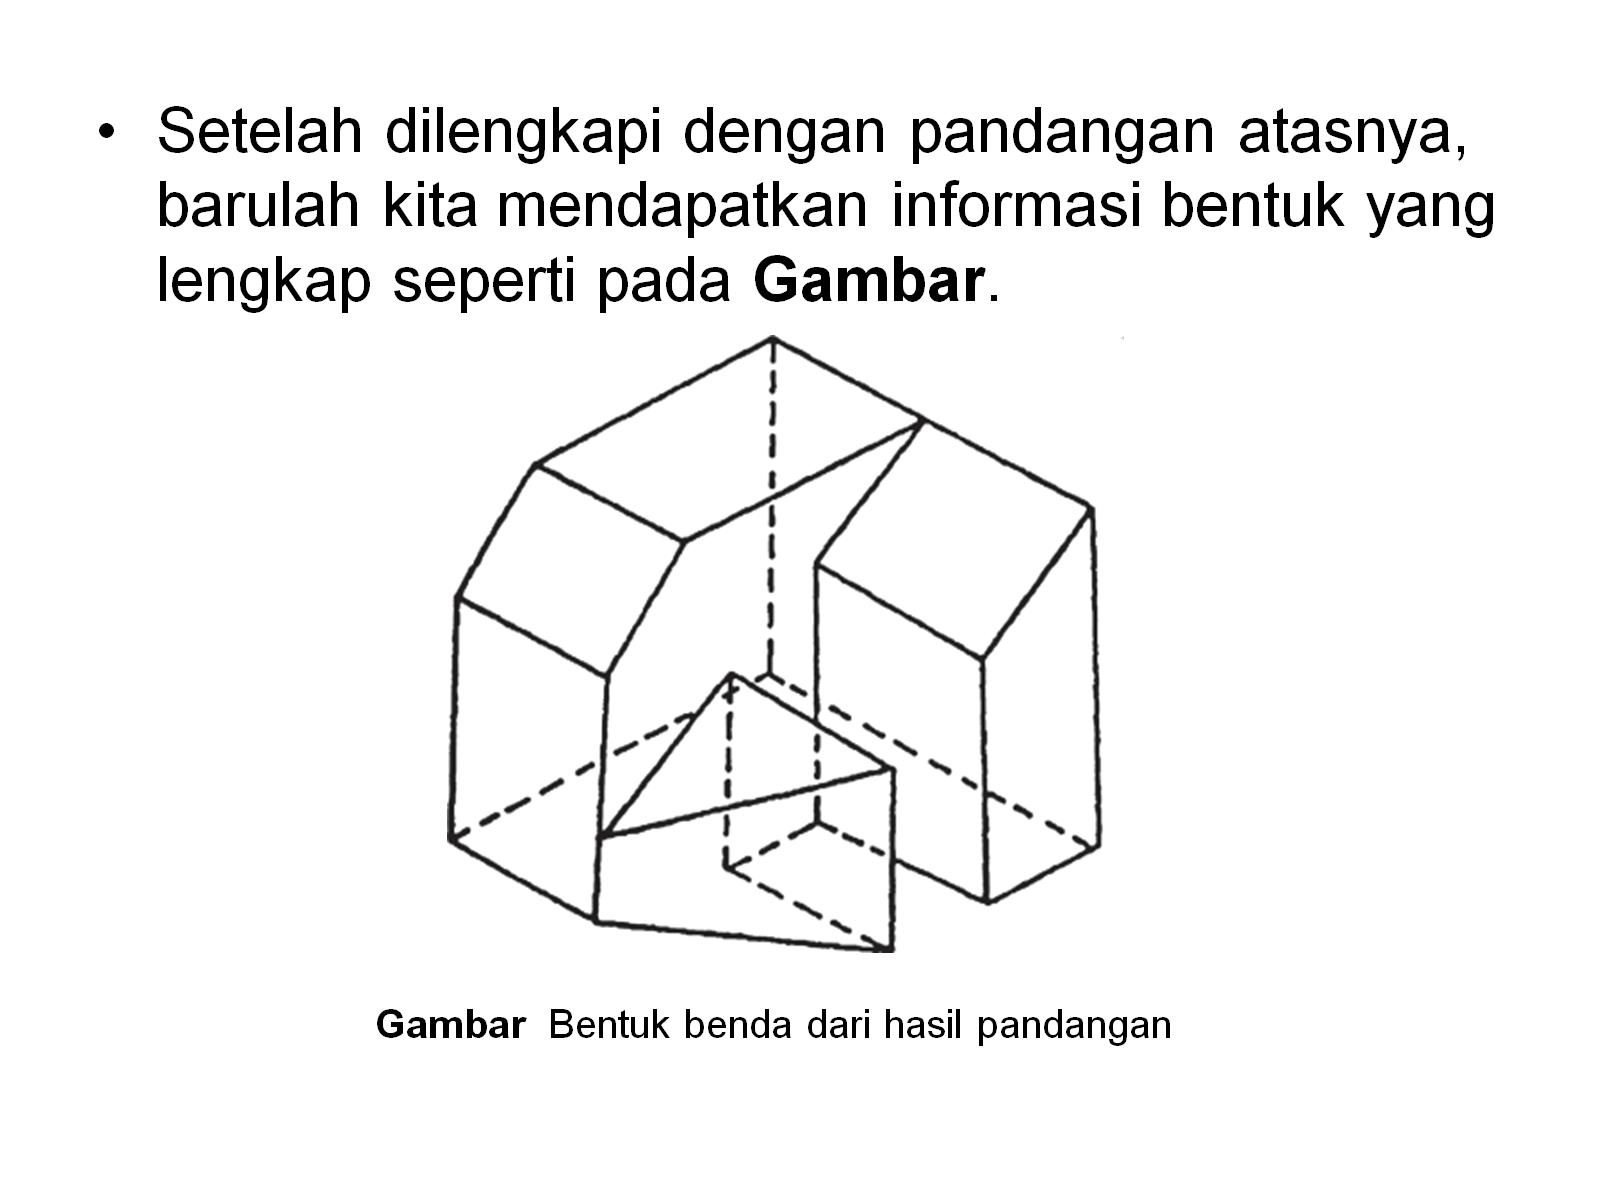 • Setelah dilengkapi dengan pandangan atasnya,
barulah kita mendapatkan informasi bentuk yang
lengkap seperti pada Gambar.
Gambar Bentuk benda dari hasil pandangan